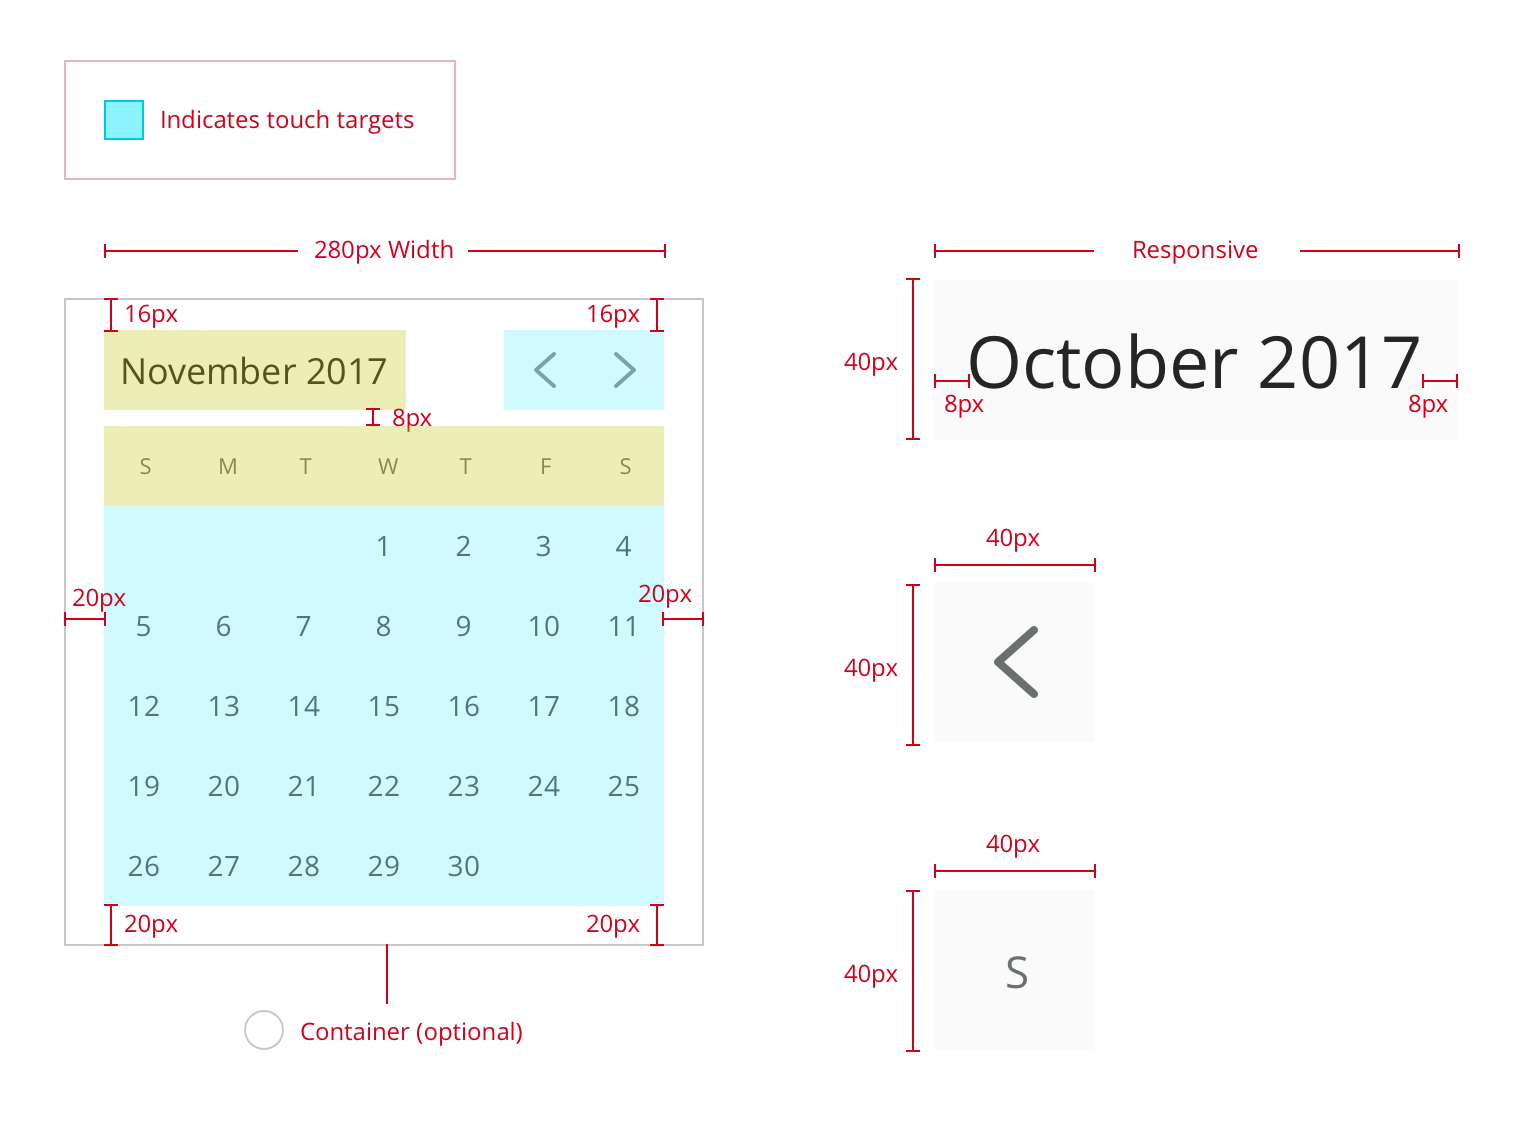 Indicates touch targets
280px Width
16px
16px
November 2017
8px
S M T W T F S
1 2 3 4
20px
20px
5 6 7 8 9 10 11
12 13 14 15 16 17 18
19 20 21 22 23 24 25
26 27 28 29 30
20px
20px
Container (optional)
Responsive
40px
October 2017
8px
8px
40px
40px
40px
40px
S